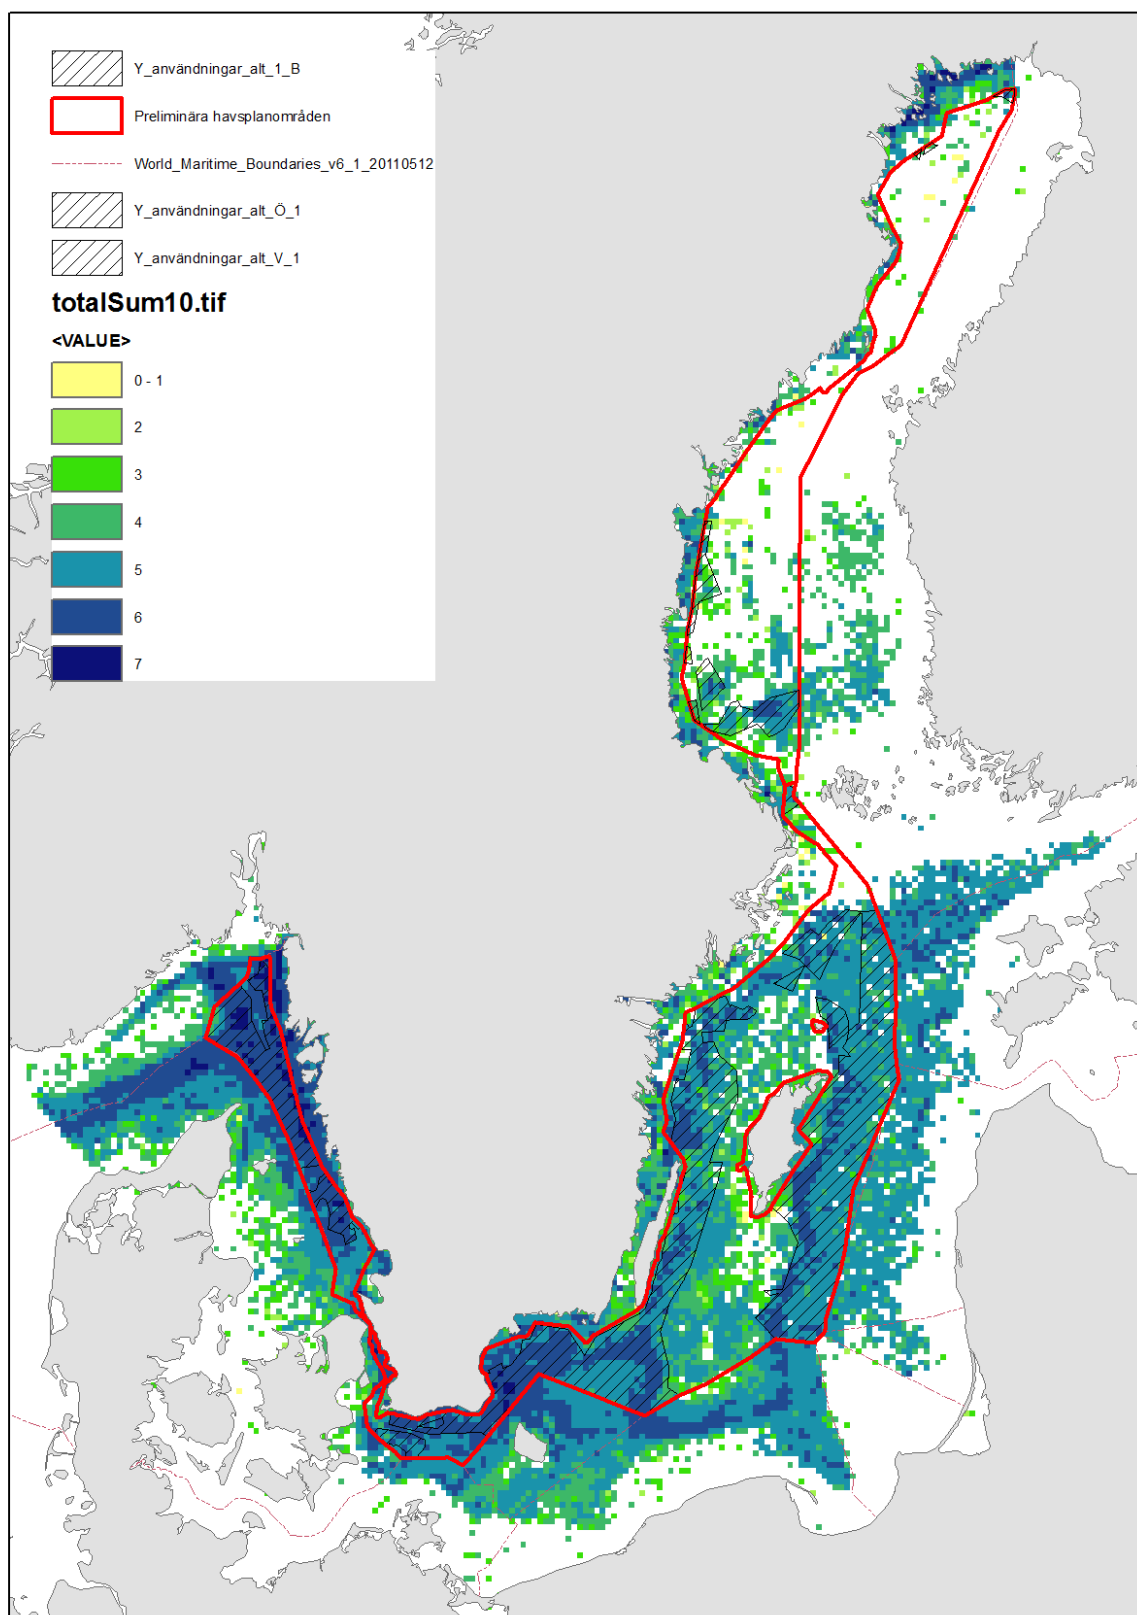 Y_användningar_alt_1_B
Preliminära havsplanområden
World_Maritime_Boundaries_v6_1_20110512
Y_användningar_alt_Ö_1
Y_användningar_alt_V_1
totalSum10.tif
<VALUE>
0 - 1
2
3
4
5
6
7